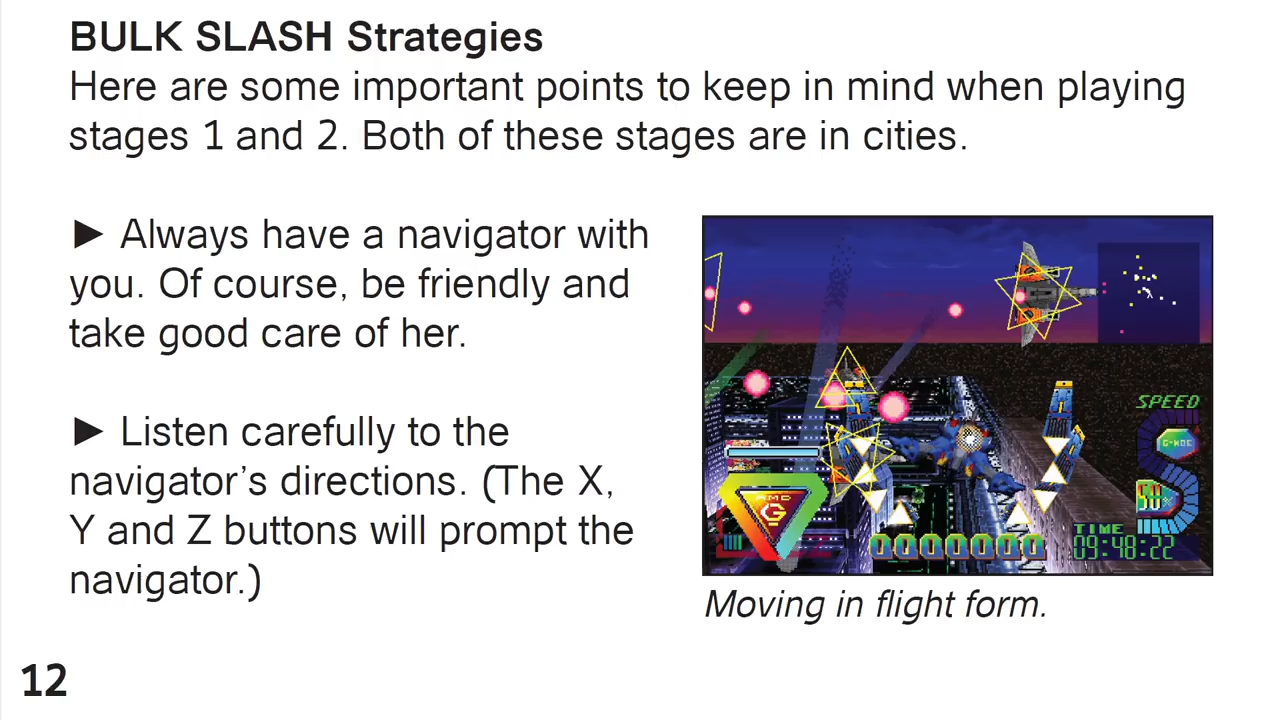 BULK SLASH Strategies
Here are some important points to keep in mind when playing
stages 1 and 2. Both of these stages are in cities.
► Always have a navigator with
you. Of course, be friendly and
take good care of her.
► Listen carefully to the
navigator’s directions. (The X,
Y and Z buttons will prompt the
navigator.)
SPEED
TIME
09:48:22
0000000
Moving in flight form.
12